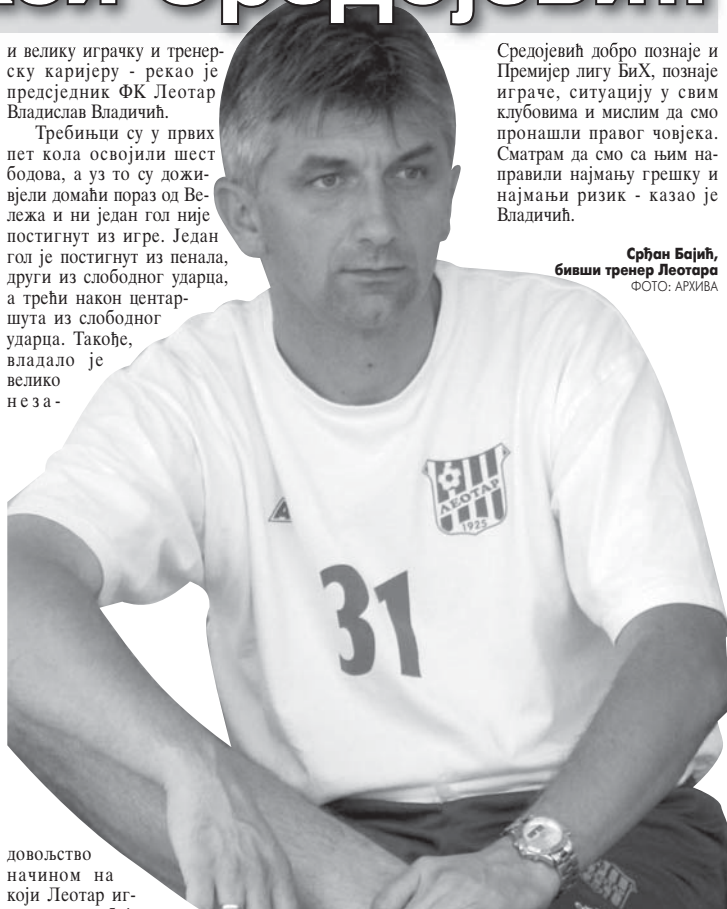 Средојевић
и велику играчку и тренер-
ску каријеру - рекао је
предсједник ФК Леотар
Владислав Владичић.
Требињци су у првих
пет кола освојили шест
бодова, а уз то су дожи-
вјели домаћи пораз од Ве-
лежа и ни један гол није
постигнут из игре. Један
гол је постигнут из пенала,
други из слободног ударца,
а трећи након центар-
шута из слободног
ударца. Такође,
владало је
велико
неза-
довољство
начином на
који Леотар иг-
Средојевић добро познаје и
Премијер лигу БиХ, познаје
играче, ситуацију у свим
клубовима и мислим да смо
пронашли правог човјека.
Сматрам да смо са њим на-
правили најмању грешку и
најмањи ризик - казао је
Владичић.
Срђан Бајић,
бивши тренер Леотара
ФОТО: АРХИВА
ЛЕОТАР
1925
31